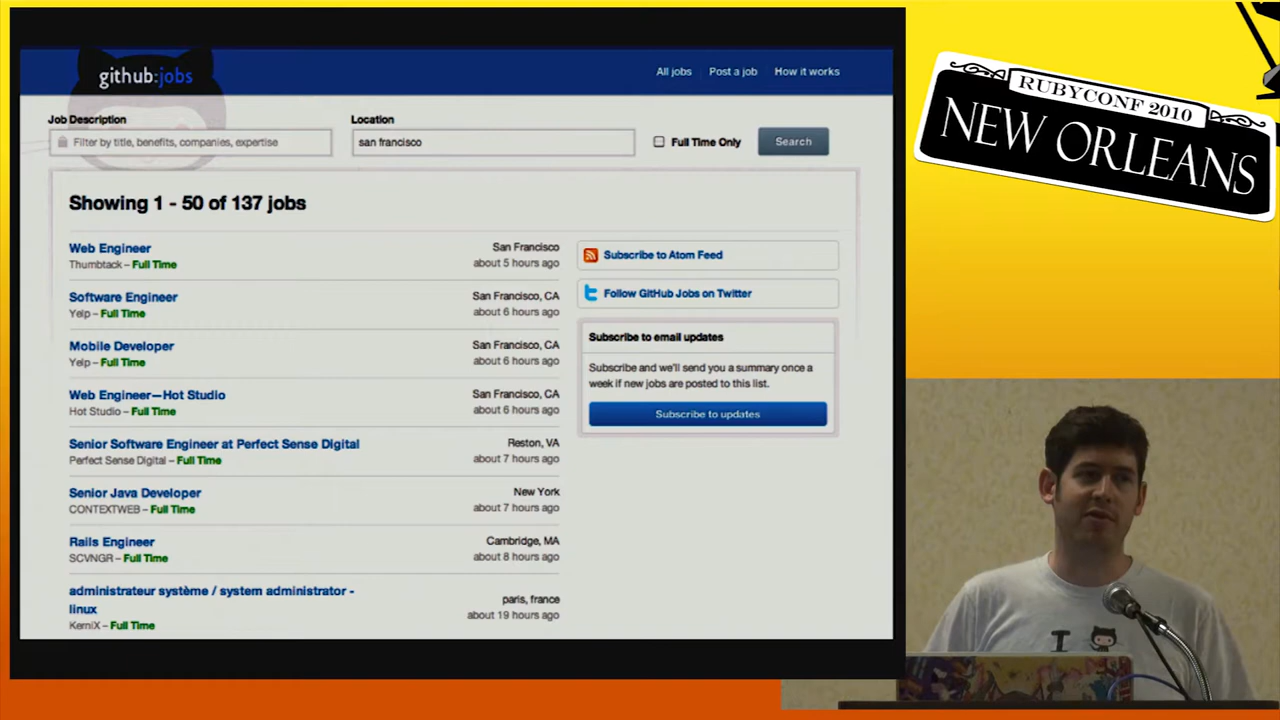 github:jobs
All jobs
Post a job
How it works
Job Description
Filter by title, benefits, companies, expertise
Location
san francisco
Full Time Only
Search
Showing 1 - 50 of 137 jobs
Web Engineer
San Francisco
Thumbtack – Full Time
about 5 hours ago
Software Engineer
San Francisco, CA
Yelp – Full Time
about 6 hours ago
Mobile Developer
San Francisco, CA
Yelp – Full Time
about 6 hours ago
Web Engineer—Hot Studio
San Francisco, CA
Hot Studio – Full Time
about 6 hours ago
Senior Software Engineer at Perfect Sense Digital
Reston, VA
Perfect Sense Digital – Full Time
about 7 hours ago
Senior Java Developer
New York
CONTEXTWEB – Full Time
about 7 hours ago
Rails Engineer
Cambridge, MA
SCVNGR – Full Time
about 8 hours ago
administrateur système / system administrator -
linux
paris, france
KerniX – Full Time
about 19 hours ago
Subscribe to Atom Feed
Follow GitHub Jobs on Twitter
Subscribe to email updates
Subscribe and we'll send you a summary once a
week if new jobs are posted to this list.
Subscribe to updates
RUBYCONF 2010
NEW ORLEANS
I